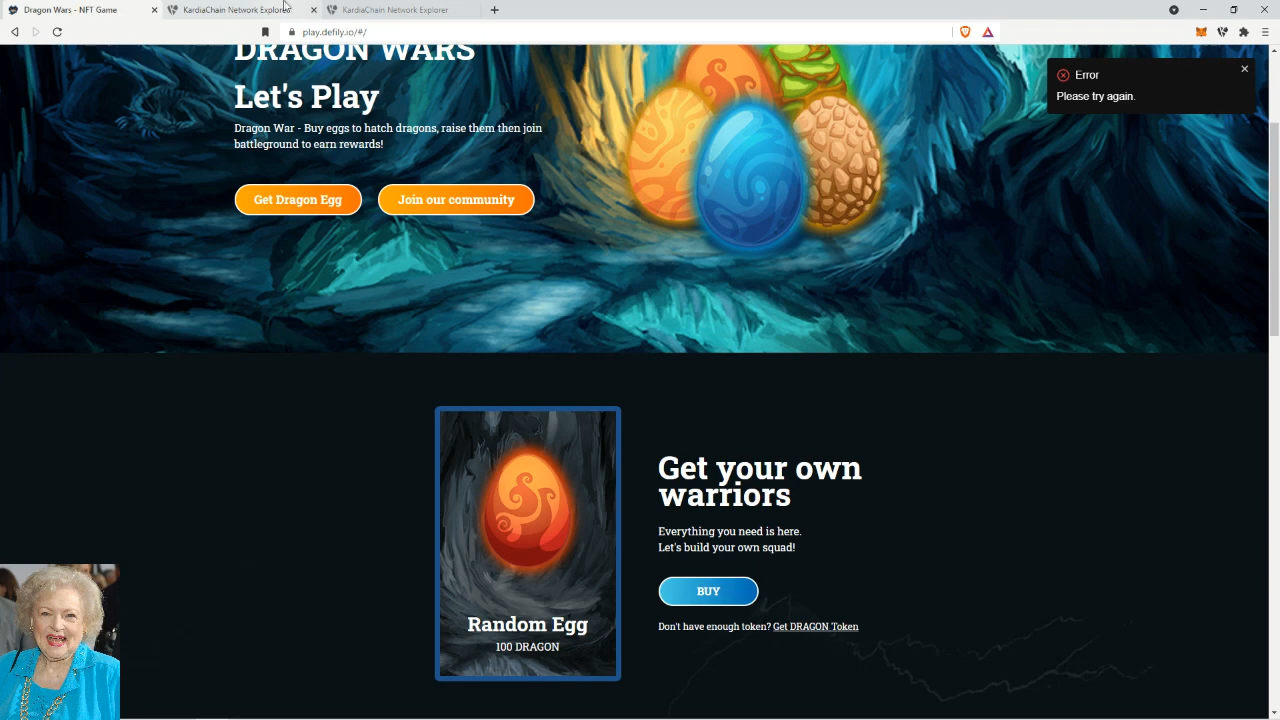 Dragon Wars - NFT Game
KardiaChain Network Explorer
KardiaChain Network Explorer
play.defily.io/#/
DRAGON WARS
Let's Play
Dragon War - Buy eggs to hatch dragons, raise them then join
battleground to earn rewards!
Get Dragon Egg
Join our community
Error
Please try again.
Random Egg
100 DRAGON
Get your own
warriors
Everything you need is here.
Let's build your own squad!
BUY
Don't have enough token? Get DRAGON Token